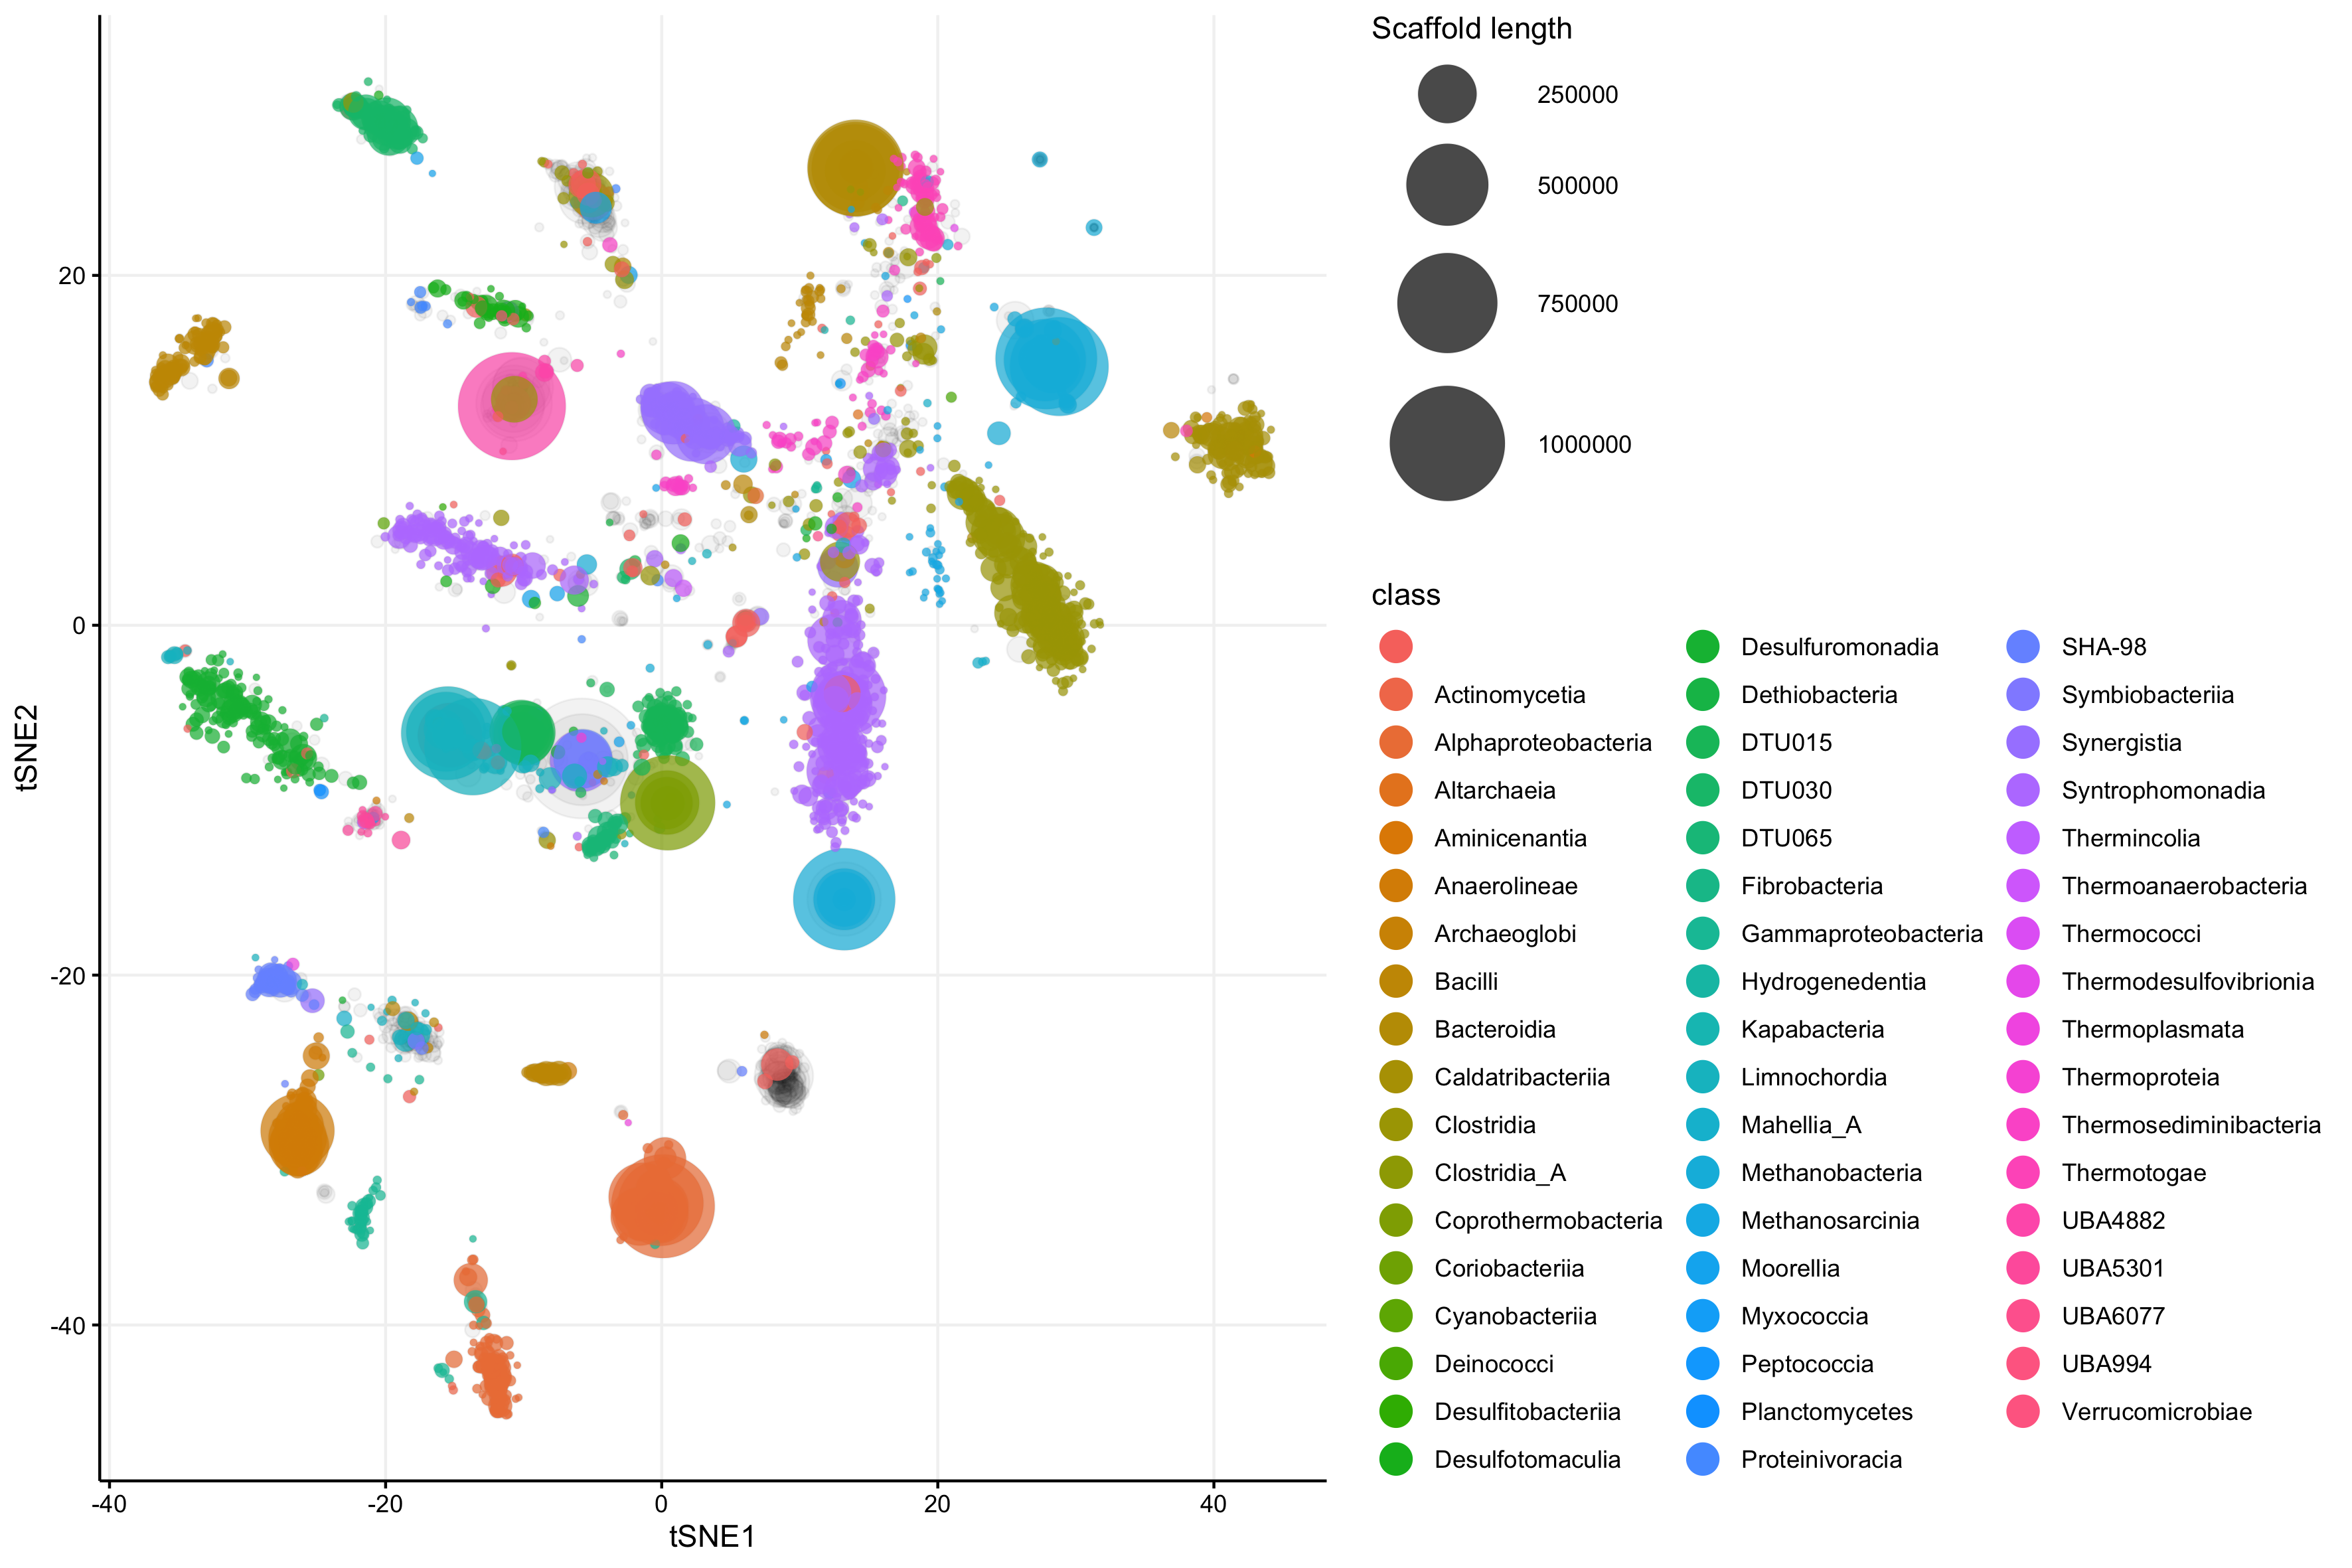 tSNE2
20
0
-20
-40
-40
-20
0
20
40
tSNE1
Scaffold length
250000
500000
750000
1000000
class
Actinomycetia
Alphaproteobacteria
Altarchaeia
Aminicenantia
Anaerolineae
Archaeoglobi
Bacilli
Bacteroidia
Caldatribacteriia
Clostridia
Clostridia_A
Coprothermobacteria
Coriobacteriia
Cyanobacteriia
Deinococci
Desulfitobacteriia
Desulfotomaculia
Desulfuromonadia
Dethiobacteria
DTU015
DTU030
DTU065
Fibrobacteria
Gammaproteobacteria
Hydrogenedentia
Kapabacteria
Limnochordia
Mahellia_A
Methanobacteria
Methanosarcinia
Moorellia
Myxococcia
Peptococcia
Planctomycetes
Proteinivoracia
SHA-98
Symbiobacteriia
Synergistia
Syntrophomonadia
Thermincolia
Thermoanaerobacteria
Thermococci
Thermodesulfovibrionia
Thermoplasmata
Thermoproteia
Thermosediminibacteria
Thermotogae
UBA4882
UBA5301
UBA6077
UBA994
Verrucomicrobiae